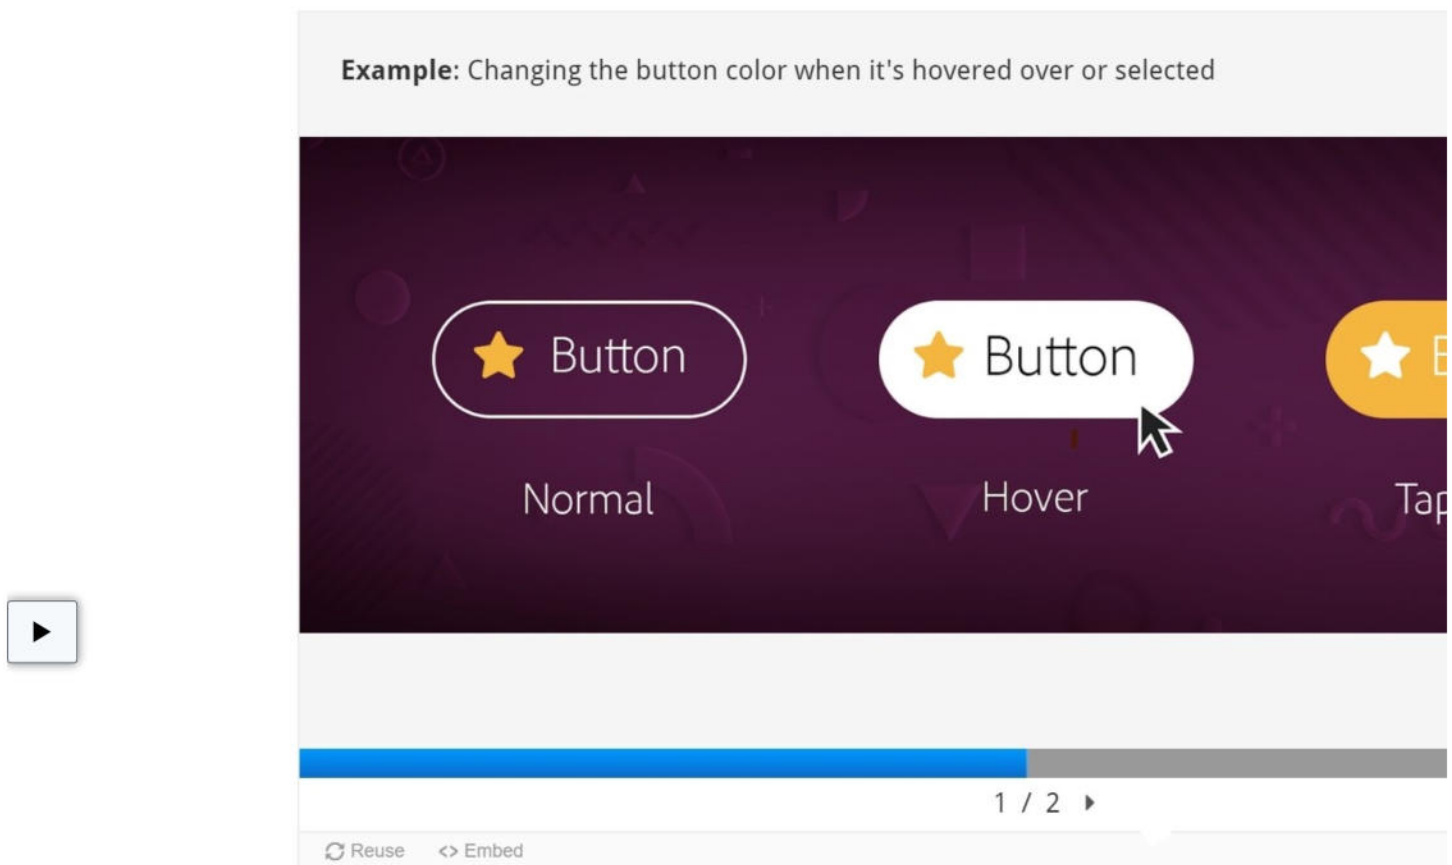 Example: Changing the button color when it's hovered over or selected
Button
Button
Normal
Hover
1 / 2
Reuse
Embed